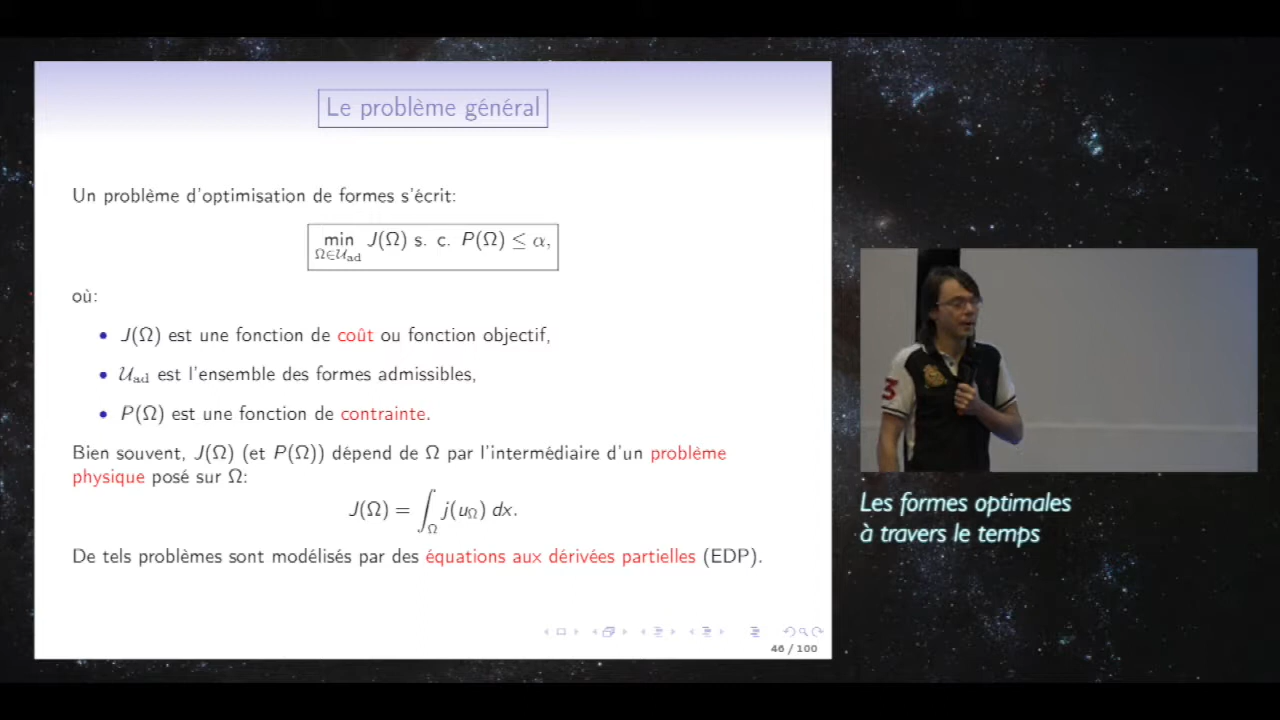 Le problème général
Un problème d'optimisation de formes s'écrit:
min J(Ω) s. c. P(Ω) ≤ α,
Ω∈𝒰ad
où:
• J(Ω) est une fonction de coût ou fonction objectif,
• 𝒰ad est l'ensemble des formes admissibles,
• P(Ω) est une fonction de contrainte.
Bien souvent, J(Ω) (et P(Ω)) dépend de Ω par l'intermédiaire d'un problème
physique posé sur Ω:
J(Ω) = ∫Ω j(uΩ) dx.
De tels problèmes sont modélisés par des équations aux dérivées partielles (EDP).
46 / 100
3
Les formes optimales
à travers le temps